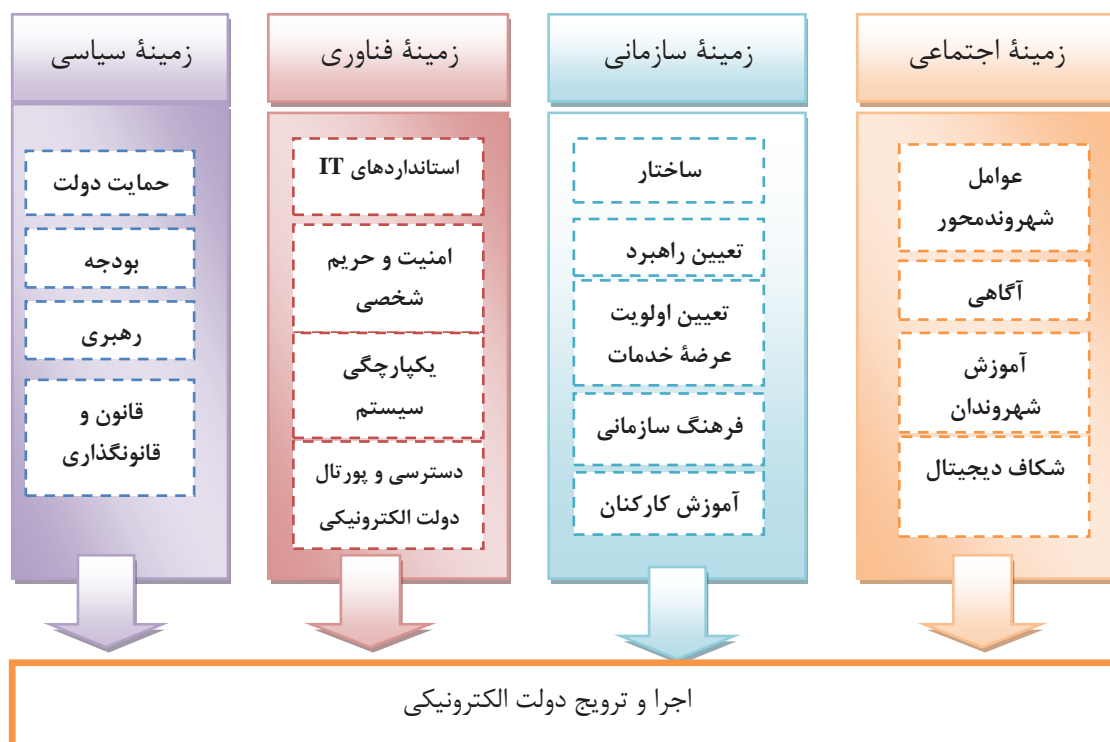 زمینهٔ اجتماعی
عوامل
شهروندمحور
آگاهی
آموزش
شهروندان
شکاف دیجیتال
زمینهٔ سازمانی
ساختار
تعیین راهبرد
تعیین اولویت
عرضهٔ خدمات
فرهنگ سازمانی
آموزش کارکنان
زمینهٔ فناوری
استانداردهای IT
امنیت و حریم
شخصی
یکپارچگی
سیستم
دسترسی و پورتال
دولت الکترونیکی
زمینهٔ سیاسی
حمایت دولت
بودجه
رهبری
قانون و
قانونگذاری
اجرا و ترویج دولت الکترونیکی